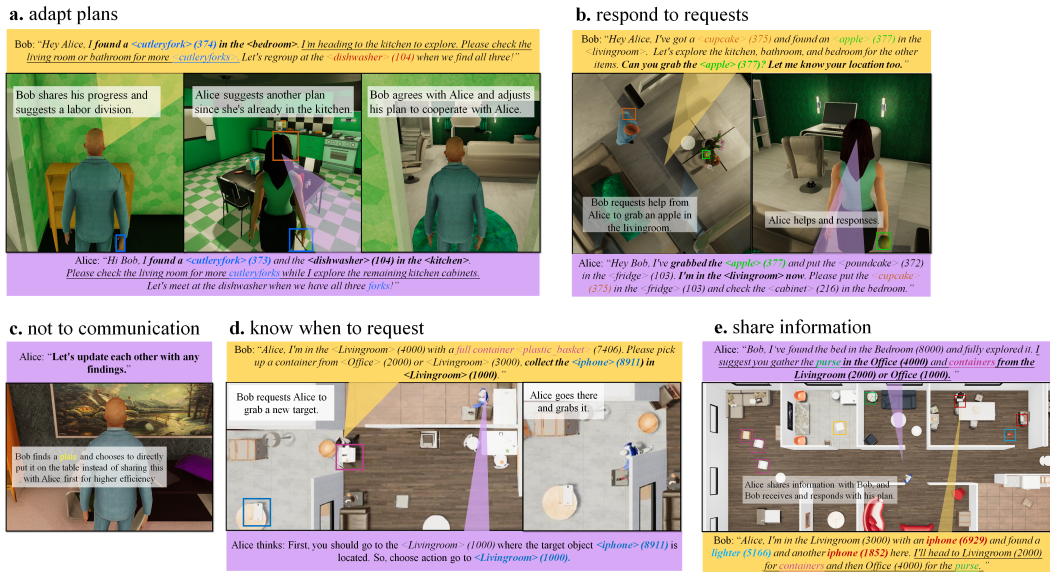 a. adapt plans
Bob: “Hey Alice, I found a <cutleryfork> (374) in the <bedroom>. I'm heading to the kitchen to explore. Please check the
living room or bathroom for more <cutleryforks>. Let's regroup at the <dishwasher> (104) when we find all three!”
Bob shares his progress and
suggests a labor division.
Alice suggests another plan
since she's already in the kitchen.
Bob agrees with Alice and adjusts
his plan to cooperate with Alice.
Alice: “Hi Bob, I found a <cutleryfork> (373) and the <dishwasher> (104) in the <kitchen>.
Please check the living room for more cutleryforks while I explore the remaining kitchen cabinets.
Let's meet at the dishwasher when we have all three forks!”
b. respond to requests
Bob: “Hey Alice, I've got a <cupcake> (375) and found an <apple> (377) in the
<livingroom>. Let's explore the kitchen, bathroom, and bedroom for the other
items. Can you grab the <apple> (377)? Let me know your location too.”
Bob requests help from
Alice to grab an apple in
the livingroom.
Alice helps and responses.
Alice: “Hey Bob, I've grabbed the <apple> (377) and put the <poundcake> (372)
in the <fridge> (103). I'm in the <livingroom> now. Please put the <cupcake>
(375) in the <fridge> (103) and check the <cabinet> (216) in the bedroom.”
c. not to communication
Alice: “Let's update each other with any
findings.”
Bob finds a plate and chooses to directly
put it on the table instead of sharing this
with Alice first for higher efficiency
d. know when to request
Bob: “Alice, I'm in the <Livingroom> (4000) with a full container <plastic_basket> (7406). Please pick
up a container from <Office> (2000) or <Livingroom> (3000), collect the <iphone> (8911) in
<Livingroom> (1000).”
Bob requests Alice to
grab a new target.
Alice goes there
and grabs it.
Alice thinks: First, you should go to the <Livingroom> (1000) where the target object <iphone> (8911) is
located. So, choose action go to <Livingroom> (1000).
e. share information
Alice: “Bob, I've found the bed in the Bedroom (8000) and fully explored it. I
suggest you gather the purse in the Office (4000) and containers from the
Livingroom (2000) or Office (1000). ”
Alice shares information with Bob, and
Bob receives and responds with his plan.
Bob: “Alice, I'm in the Livingroom (3000) with an iphone (6929) and found a
lighter (5166) and another iphone (1852) here. I'll head to Livingroom (2000)
for containers and then Office (4000) for the purse. ”